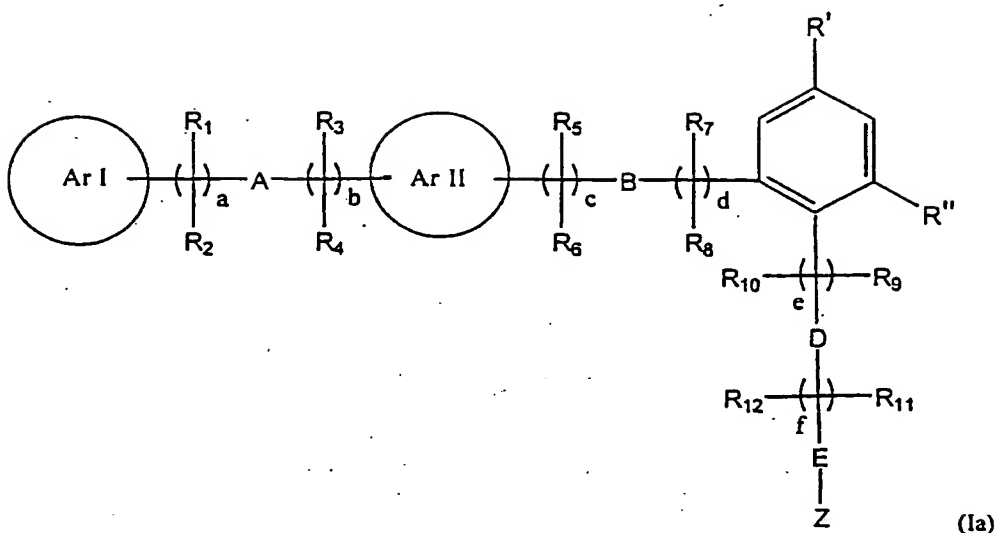 R'
R₁ R₃ R₅ R₇
Ar I ( ) a A ( ) b Ar II ( ) c B ( ) d
R₂ R₄ R₆ R₈ R''
R₁₀ ( ) e R₉
D
R₁₂ ( ) f R₁₁
E
Z
(Ia)